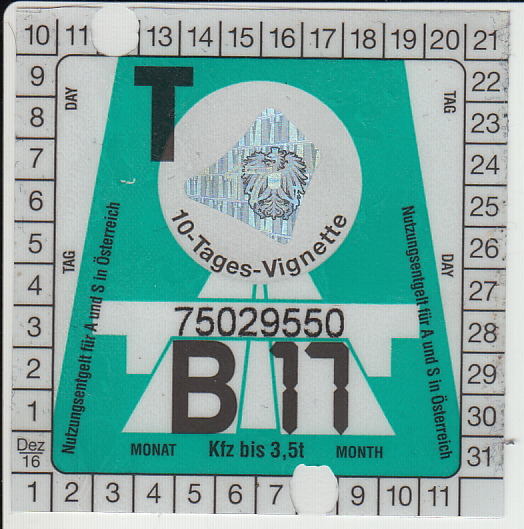 10 11 13 14 15 16 17 18 19 20 21
9 22
8 23
7 24
6 25
5 26
4 27
3 28
2 29
1 30
Dez
16
31
1 2 3 4 5 6 7 9 10 11
DAY
TAG
TAG
DAY
T
10-Tages-Vignette
Nutzungsentgelt für A und S in Österreich
Nutzungsentgelt für A und S in Österreich
75029550
B 17
MONAT Kfz bis 3,5t MONTH